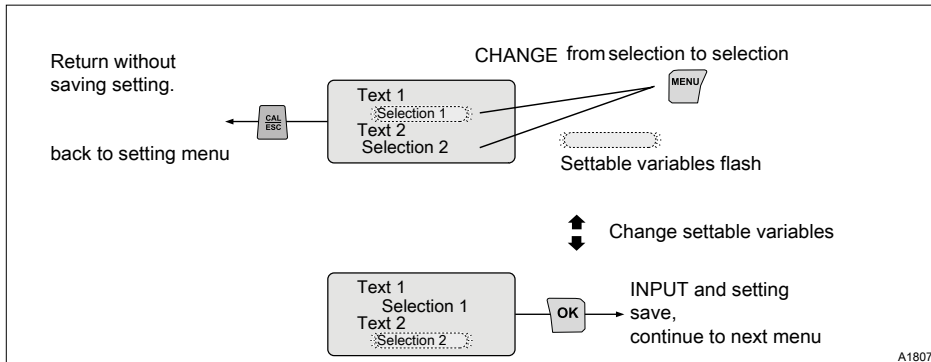 Return without
saving setting.
back to setting menu
CAL
ESC
Text 1
Selection 1
Text 2
Selection 2
CHANGE from selection to selection
MENU
Settable variables flash
Change settable variables
Text 1
Selection 1
Text 2
Selection 2
OK
INPUT and setting
save,
continue to next menu
A1807